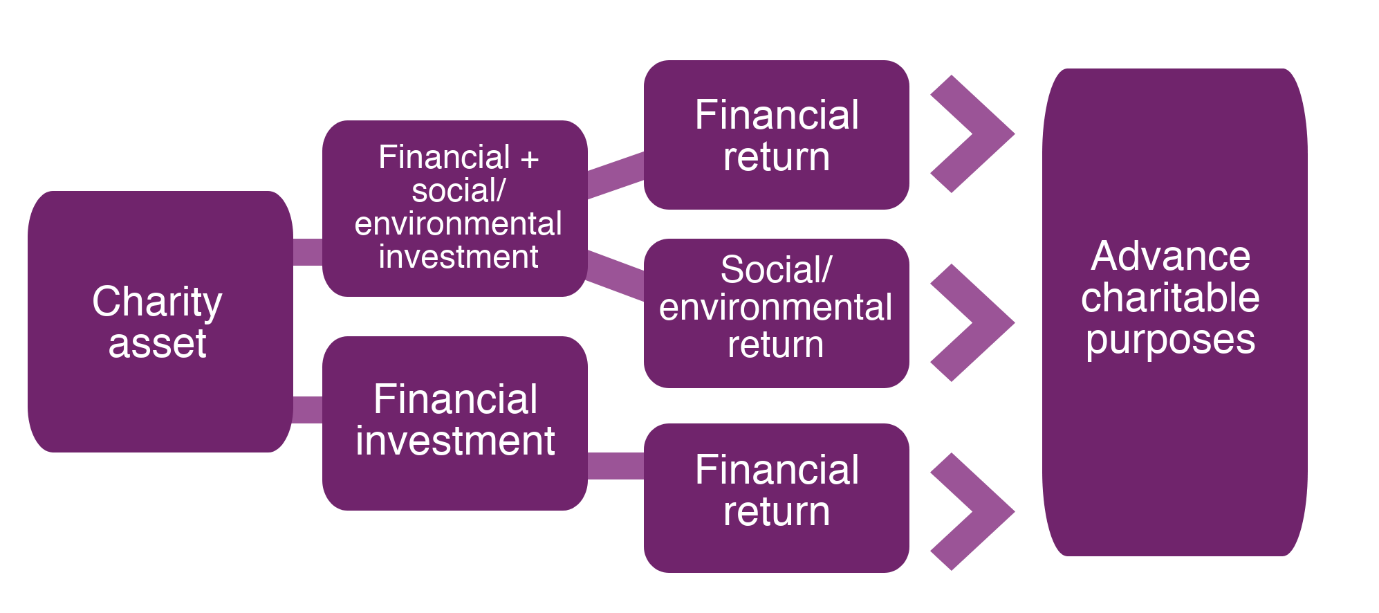 Charity
asset
Financial +
social/
environmental
investment
Financial
investment
Financial
return
Social/
environmental
return
Financial
return
Advance
charitable
purposes